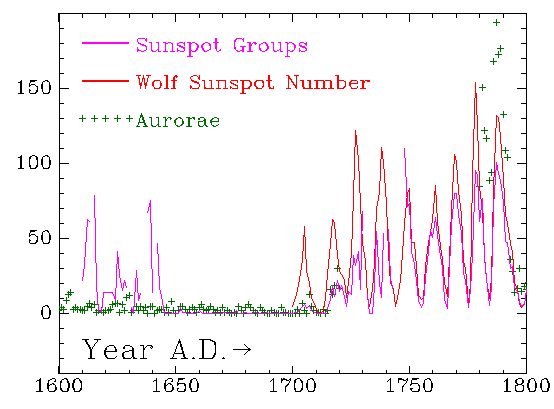 Sunspot Groups
Wolf Sunspot Number
Aurorae
150
100
50
0
Year A.D.→
1600 1650 1700 1750 1800